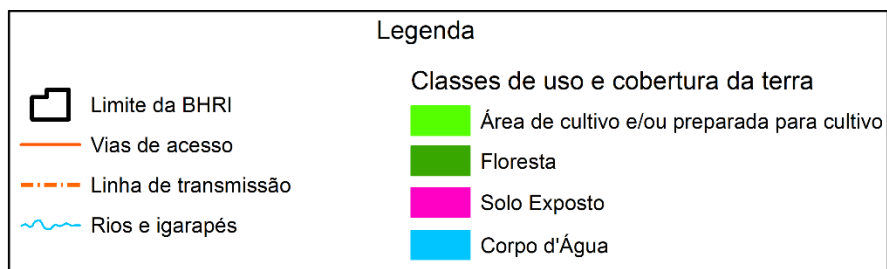 Legenda
Limite da BHRI
Vias de acesso
Linha de transmissão
Rios e igarapés
Classes de uso e cobertura da terra
Área de cultivo e/ou preparada para cultivo
Floresta
Solo Exposto
Corpo d'Água